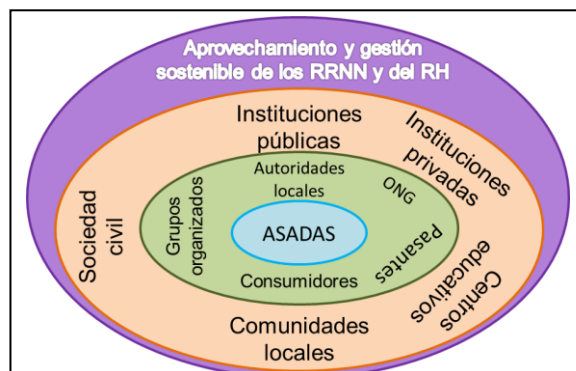 Aprovechamiento y gestión
sostenible de los RRNN y del RH
Instituciones
públicas
Instituciones
privadas
Sociedad
civil
Autoridades
locales
ONG
Grupos
organizados
ASADAS
Pasantes
Consumidores
Centros
educativos
Comunidades
locales